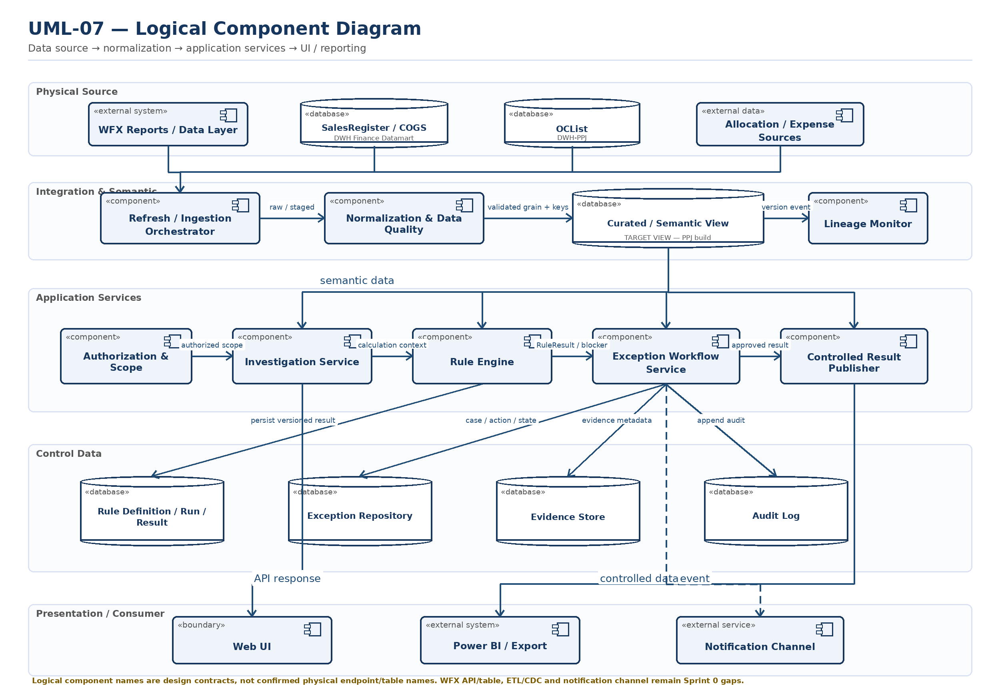 UML-07 — Logical Component Diagram
Data source → normalization → application services → UI / reporting
Physical Source
«external system»
WFX Reports / Data Layer
«database»
SalesRegister / COGS
DWH Finance Datamart
«database»
OCList
DWH-PPJ
«external data»
Allocation / Expense
Sources
Integration & Semantic
«component»
Refresh / Ingestion
Orchestrator
raw / staged
«component»
Normalization & Data
Quality
validated grain + keys
«database»
Curated / Semantic View
TARGET VIEW — PPJ build
version event
«component»
Lineage Monitor
semantic data
Application Services
«component»
Authorization &
Scope
authorized scope
«component»
Investigation Service
calculation context
«component»
Rule Engine
RuleResult / blocker
«component»
Exception Workflow
Service
approved result
«component»
Controlled Result
Publisher
persist versioned result
case / action / state
evidence metadata
append audit
Control Data
«database»
Rule Definition / Run /
Result
«database»
Exception Repository
«database»
Evidence Store
«database»
Audit Log
API response
controlled data
event
Presentation / Consumer
«boundary»
Web UI
«external system»
Power BI / Export
«external service»
Notification Channel
Logical component names are design contracts, not confirmed physical endpoint/table names. WFX API/table, ETL/CDC and notification channel remain Sprint 0 gaps.